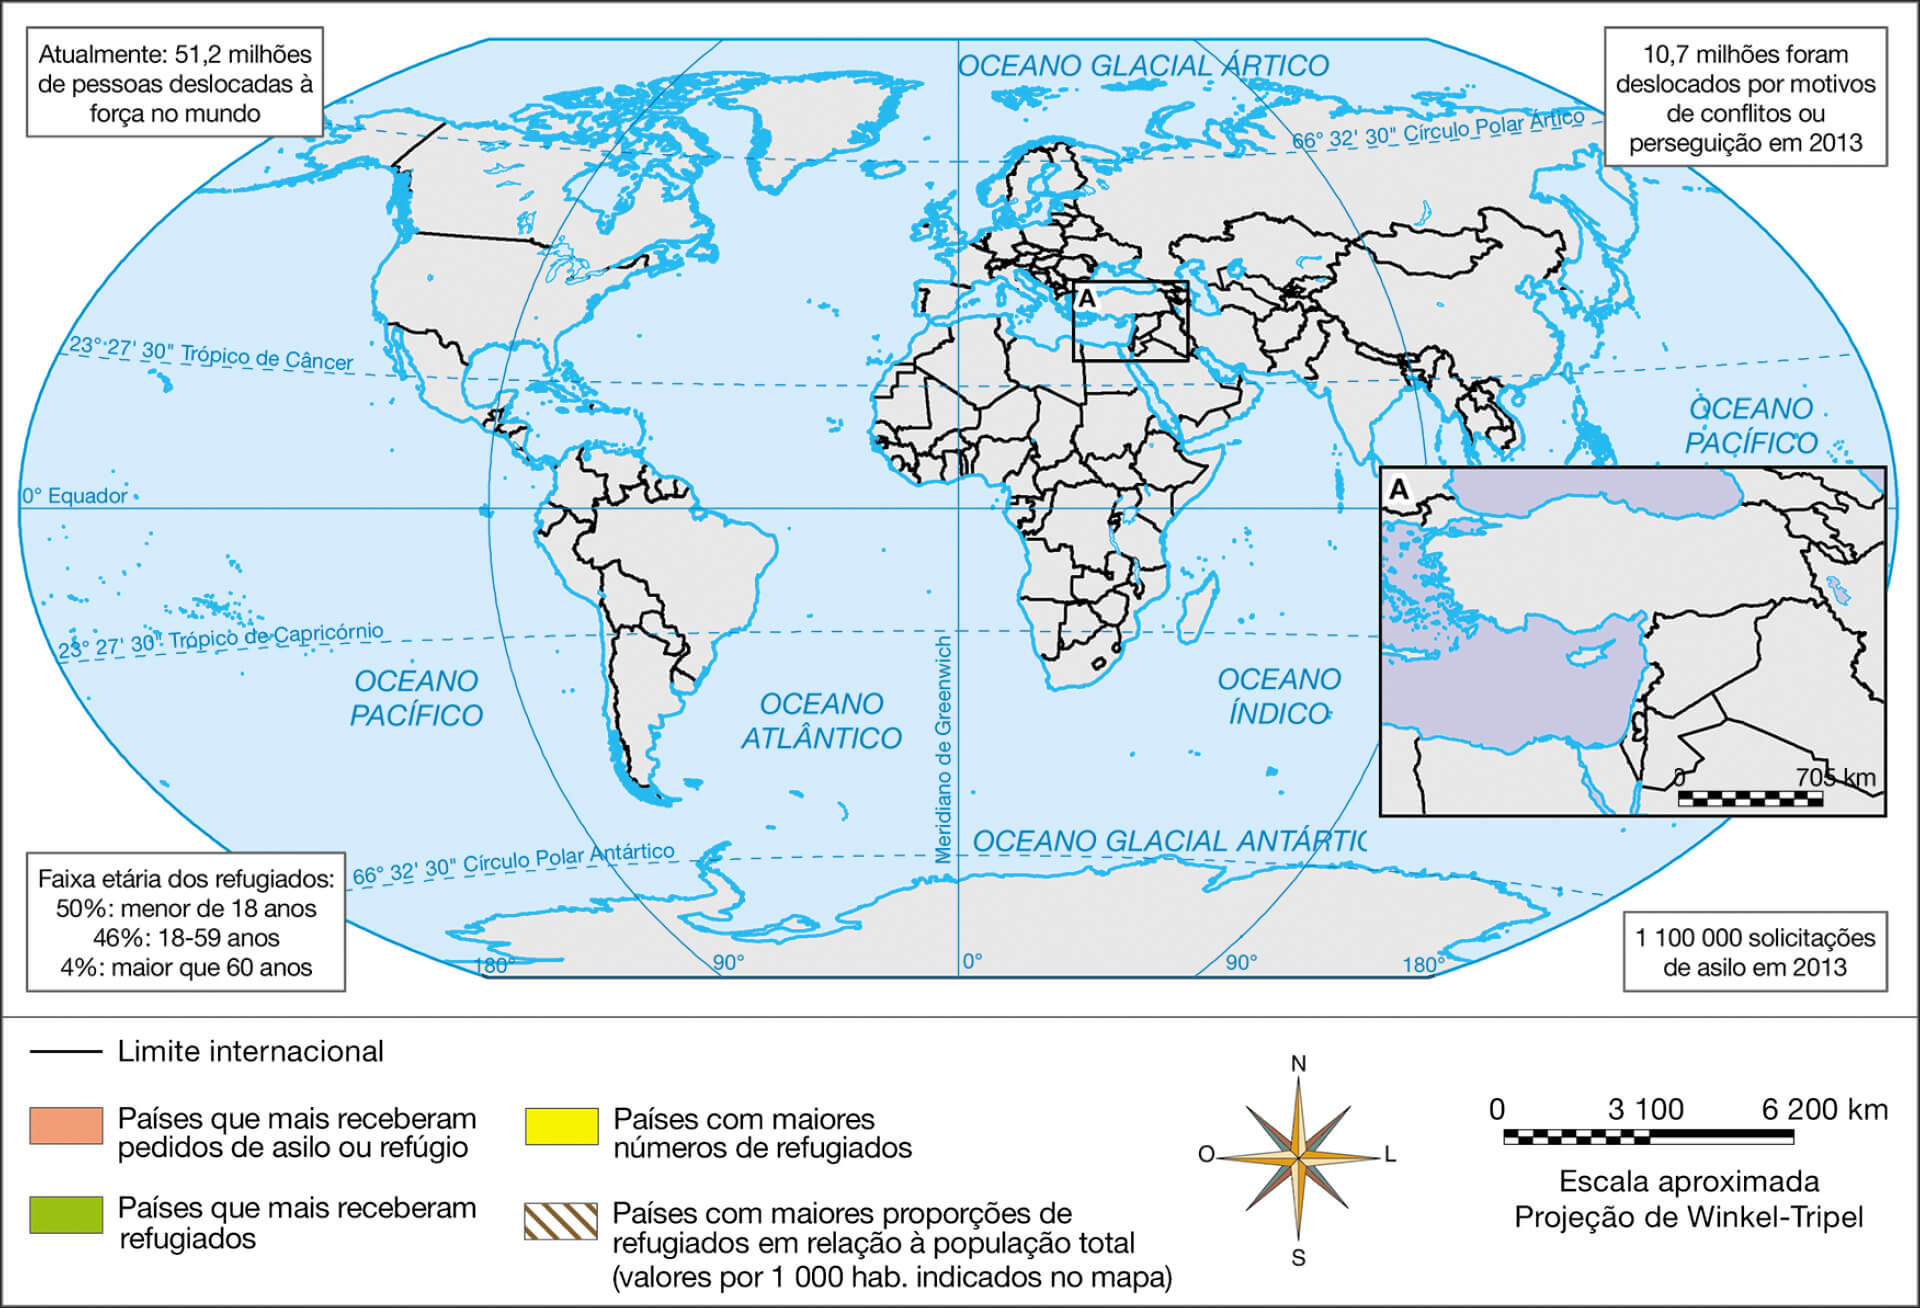 Atualmente: 51,2 milhões
de pessoas deslocadas à
força no mundo
10,7 milhões foram
deslocados por motivos
de conflitos ou
perseguição em 2013
OCEANO GLACIAL ÁRTICO
66° 32' 30" Círculo Polar Ártico
23° 27' 30" Trópico de Câncer
A
OCEANO
PACÍFICO
0° Equador
A
0 705 km
23° 27' 30" Trópico de Capricórnio
OCEANO
PACÍFICO
OCEANO
ATLÂNTICO
Meridiano de Greenwich
OCEANO
ÍNDICO
OCEANO GLACIAL ANTÁRTIC
66° 32' 30" Círculo Polar Antártico
Faixa etária dos refugiados:
50%: menor de 18 anos
46%: 18-59 anos
4%: maior que 60 anos
180° 90° 0° 90° 180°
1 100 000 solicitações
de asilo em 2013
Limite internacional
Países que mais receberam
pedidos de asilo ou refúgio
Países que mais receberam
refugiados
Países com maiores
números de refugiados
Países com maiores proporções de
refugiados em relação à população total
(valores por 1 000 hab. indicados no mapa)
N
O
L
S
0 3 100 6 200 km
Escala aproximada
Projeção de Winkel-Tripel